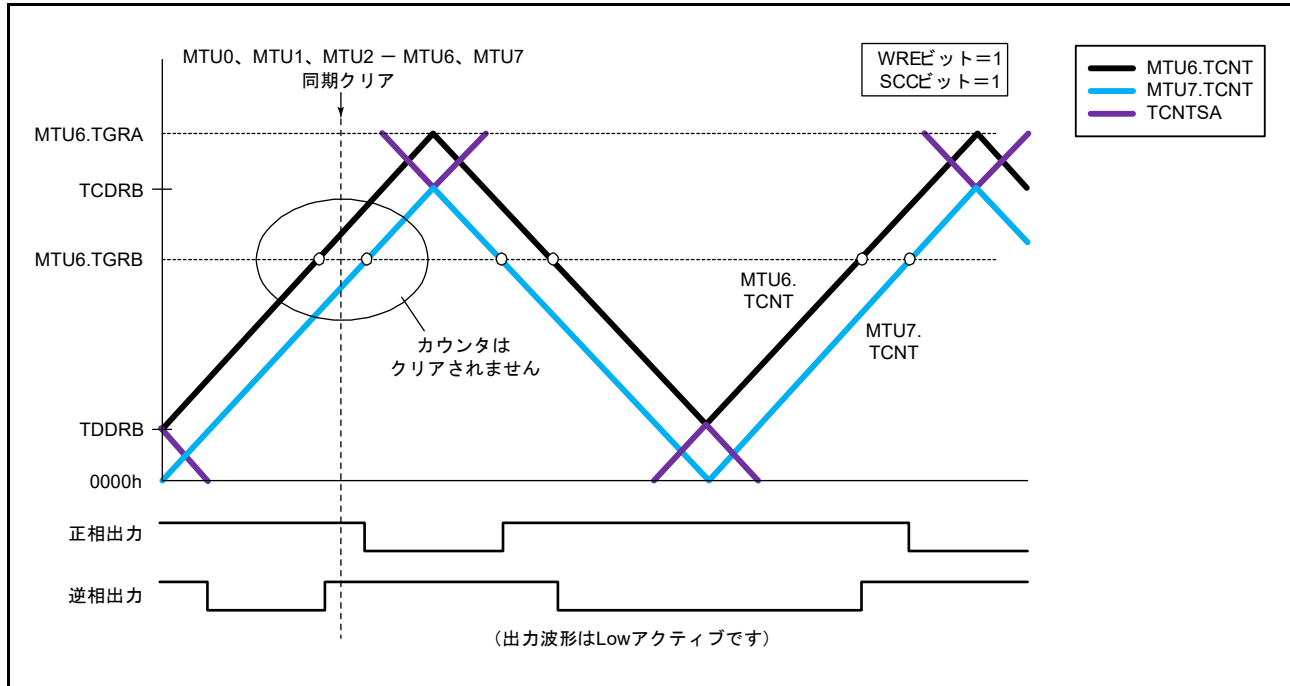 MTU0、MTU1、MTU2 － MTU6、MTU7
同期クリア
WREビット＝1
SCCビット＝1
MTU6.TCNT
MTU7.TCNT
TCNTSA
MTU6.TGRA
TCDRB
MTU6.TGRB
MTU6.
TCNT
MTU7.
TCNT
カウンタは
クリアされません
TDDRB
0000h
正相出力
逆相出力
（出力波形はLowアクティブです）